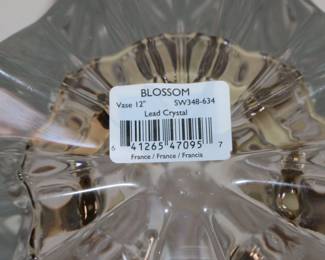 BLOSSOM
Vase 12" SW348-634
Lead Crystal
6 41265 47095 7
France / France / Francia